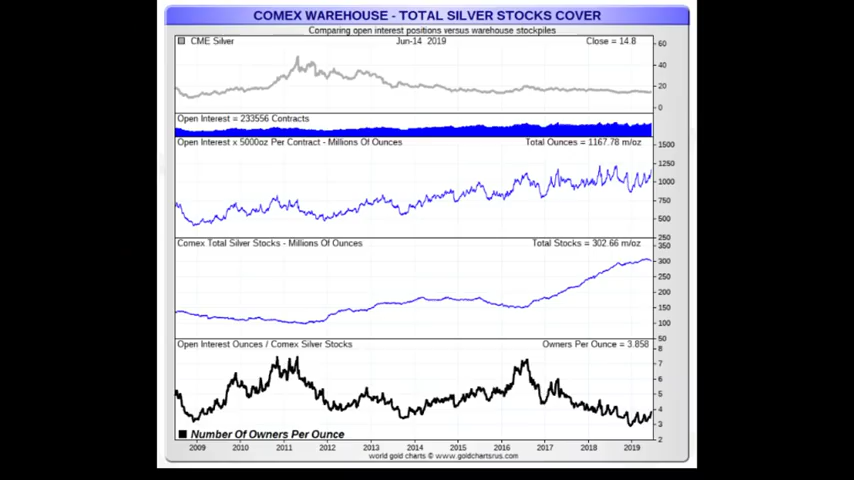 COMEX WAREHOUSE - TOTAL SILVER STOCKS COVER
Comparing open interest positions versus warehouse stockpiles
CME Silver Jun-14 2019 Close = 14.8
60
40
20
0
Open Interest = 233556 Contracts
Open Interest x 5000oz Per Contract - Millions Of Ounces Total Ounces = 1167.78 m/oz
1500
1250
1000
750
500
250
Comex Total Silver Stocks - Millions Of Ounces Total Stocks = 302.66 m/oz
350
300
250
200
150
100
50
Open Interest Ounces / Comex Silver Stocks Owners Per Ounce = 3.858
8
7
6
5
4
3
2
Number Of Owners Per Ounce
2009 2010 2011 2012 2013 2014 2015 2016 2017 2018 2019
world gold charts © www.goldchartsrus.com